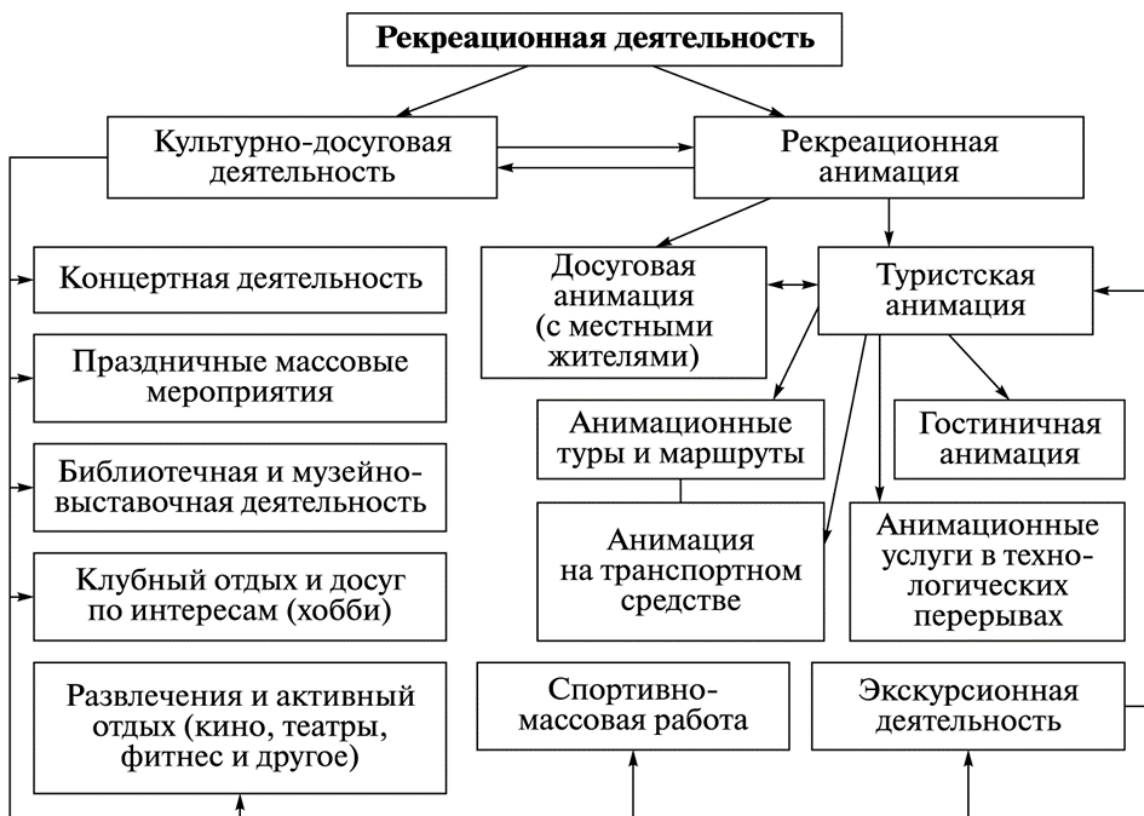 Рекреационная деятельность
Культурно-досуговая
деятельность
Рекреационная
анимация
Концертная деятельность
Праздничные массовые
мероприятия
Библиотечная и музейно-
выставочная деятельность
Клубный отдых и досуг
по интересам (хобби)
Развлечения и активный
отдых (кино, театры,
фитнес и другое)
Досуговая
анимация
(с местными
жителями)
Туристская
анимация
Анимационные
туры и маршруты
Гостиничная
анимация
Анимация
на транспортном
средстве
Анимационные
услуги в техно-
логических
перерывах
Спортивно-
массовая работа
Экскурсионная
деятельность